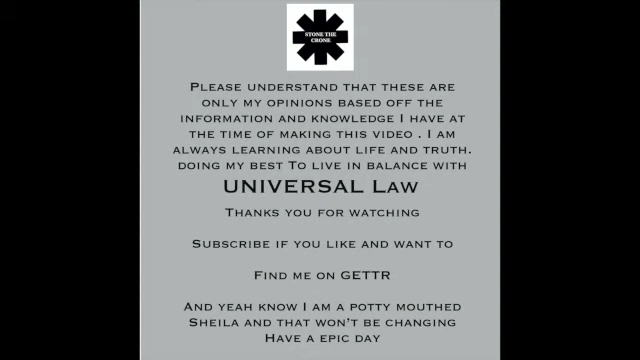 STONE THE
CRONE
PLEASE UNDERSTAND THAT THESE ARE
ONLY MY OPINIONS BASED OFF THE
INFORMATION AND KNOWLEDGE I HAVE AT
THE TIME OF MAKING THIS VIDEO . I AM
ALWAYS LEARNING ABOUT LIFE AND TRUTH.
DOING MY BEST TO LIVE IN BALANCE WITH
UNIVERSAL LAW
THANKS YOU FOR WATCHING
SUBSCRIBE IF YOU LIKE AND WANT TO
FIND ME ON GETTR
AND YEAH KNOW I AM A POTTY MOUTHED
SHEILA AND THAT WON'T BE CHANGING
HAVE A EPIC DAY